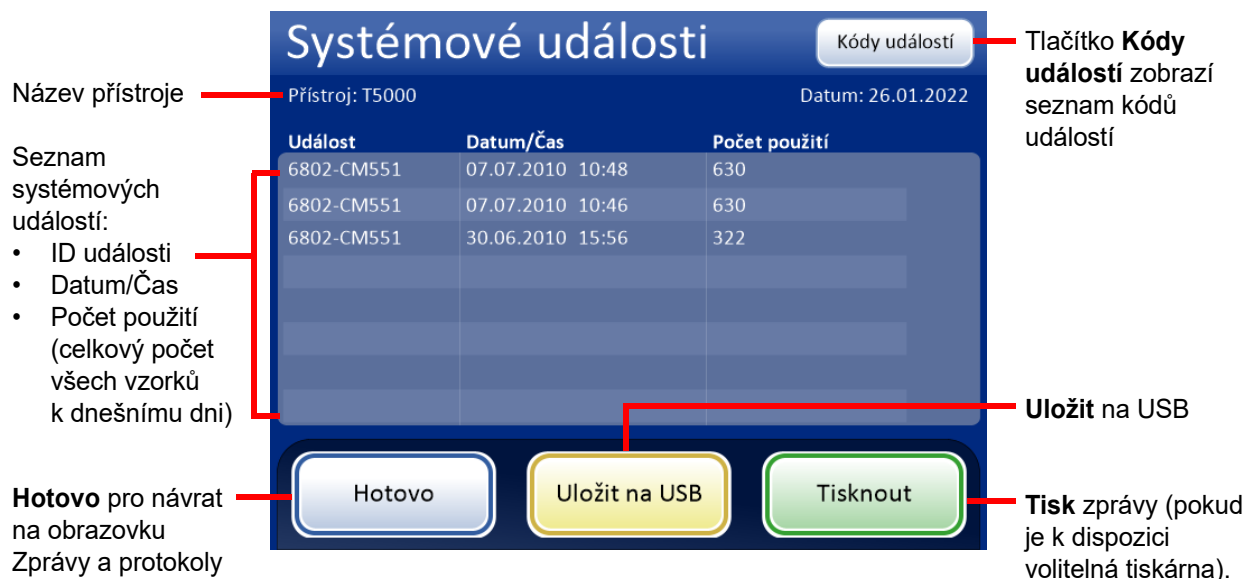 Systémové události
Kódy událostí
Přístroj: T5000
Datum: 26.01.2022
Událost Datum/Čas Počet použití
6802-CM551 07.07.2010 10:48 630
6802-CM551 07.07.2010 10:46 630
6802-CM551 30.06.2010 15:56 322
Hotovo
Uložit na USB
Tisknout
Název přístroje
Seznam
systémových
událostí:
• ID události
• Datum/Čas
• Počet použití
(celkový počet
všech vzorků
k dnešnímu dni)
Hotovo pro návrat
na obrazovku
Zprávy a protokoly
Tlačítko Kódy
událostí zobrazí
seznam kódů
událostí
Uložit na USB
Tisk zprávy (pokud
je k dispozici
volitelná tiskárna).